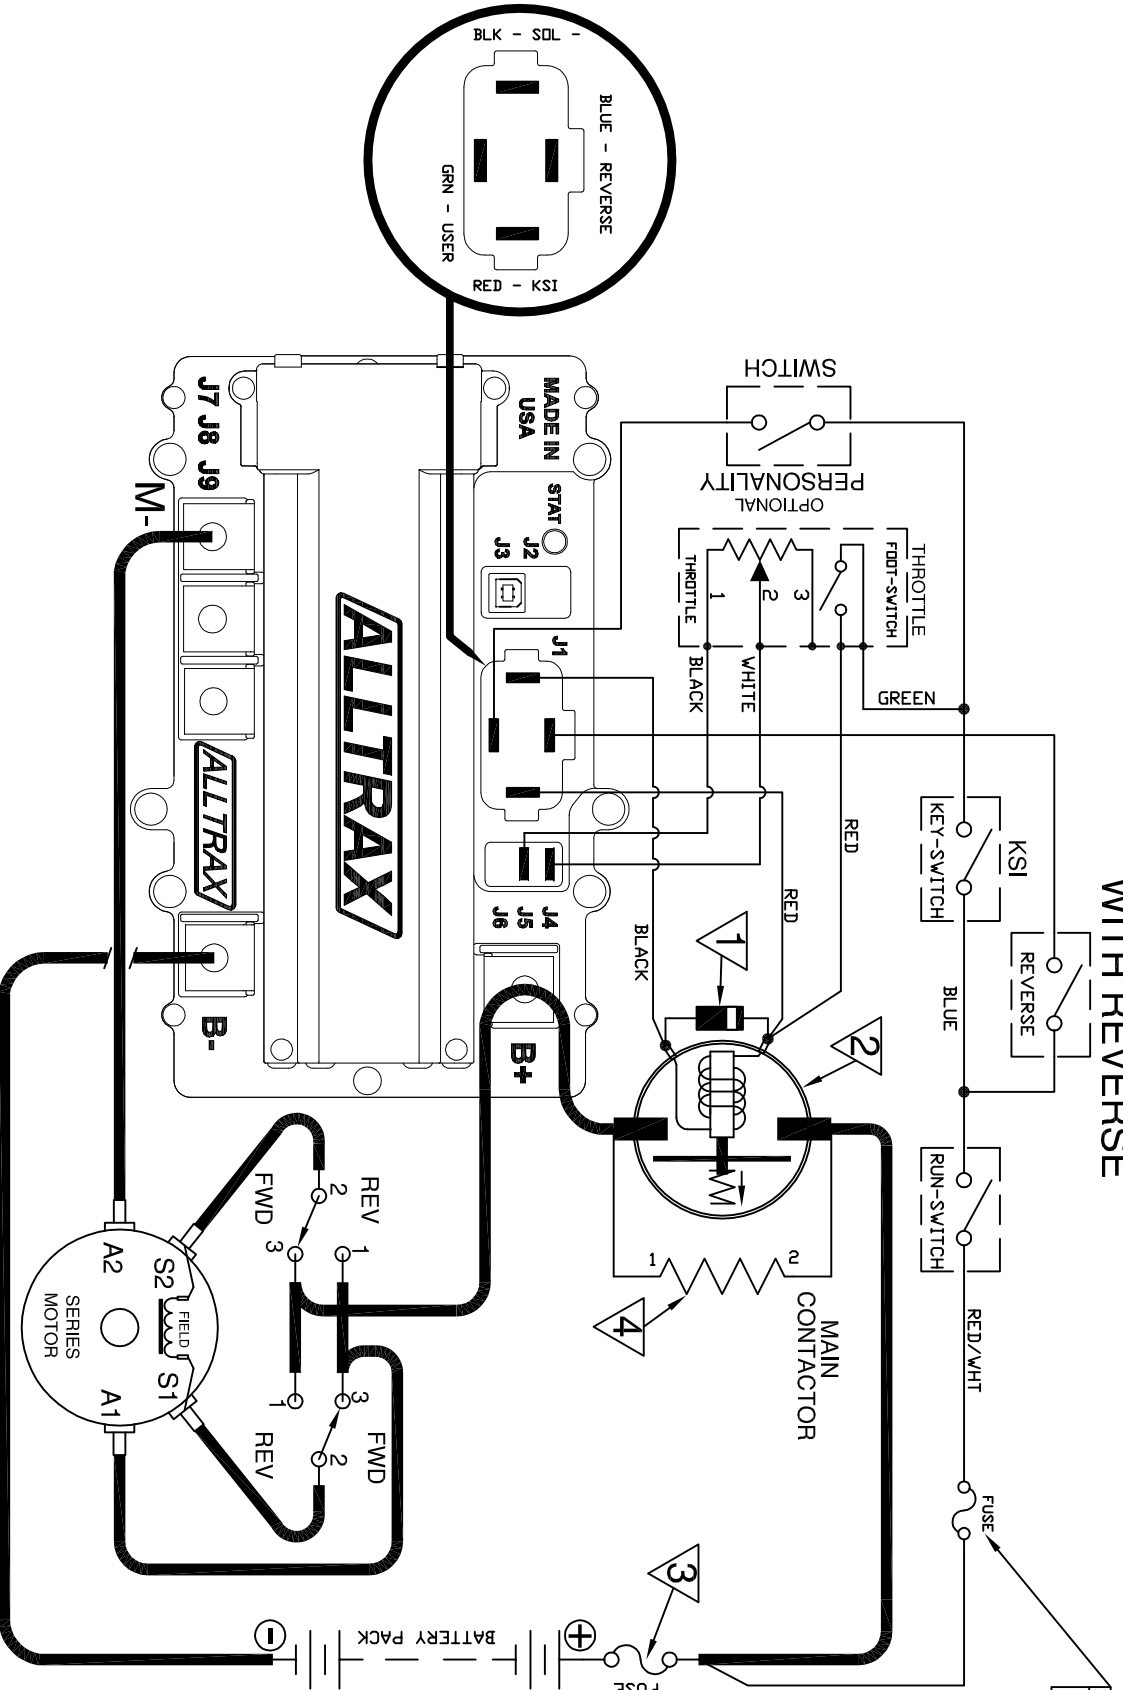 WITH REVERSE
BLK - SOL -
BLUE - REVERSE
GRN - USER
RED - KSI
SWITCH
PERSONALITY
OPTIONAL
THROTTLE
FOOT-SWITCH
THROTTLE
1
2
3
BLACK
WHITE
GREEN
RED
RED
BLACK
KSI
KEY-SWITCH
REVERSE
BLUE
RUN-SWITCH
RED/WHT
FUSE
MADE IN
USA
STAT
J2
J3
J1
J4
J5
J6
J7 J8 J9
M-
ALLTRAX
ALLTRAX
B-
B+
1
2
MAIN
CONTACTOR
1
2
4
3
FUSE
REV
FWD
2
1
3
3
1
2
FWD
REV
A2
S2
FIELD
S1
A1
SERIES
MOTOR
BATTERY PACK
+
-